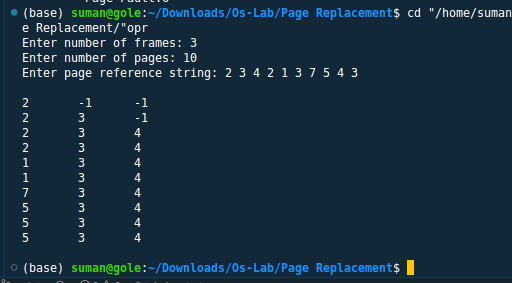 (base) suman@gole:~/Downloads/Os-Lab/Page Replacement$ cd "/home/suman
e Replacement/"opr
Enter number of frames: 3
Enter number of pages: 10
Enter page reference string: 2 3 4 2 1 3 7 5 4 3
2 -1 -1
2 3 -1
2 3 4
2 3 4
1 3 4
1 3 4
7 3 4
5 3 4
5 3 4
5 3 4
(base) suman@gole:~/Downloads/Os-Lab/Page Replacement$